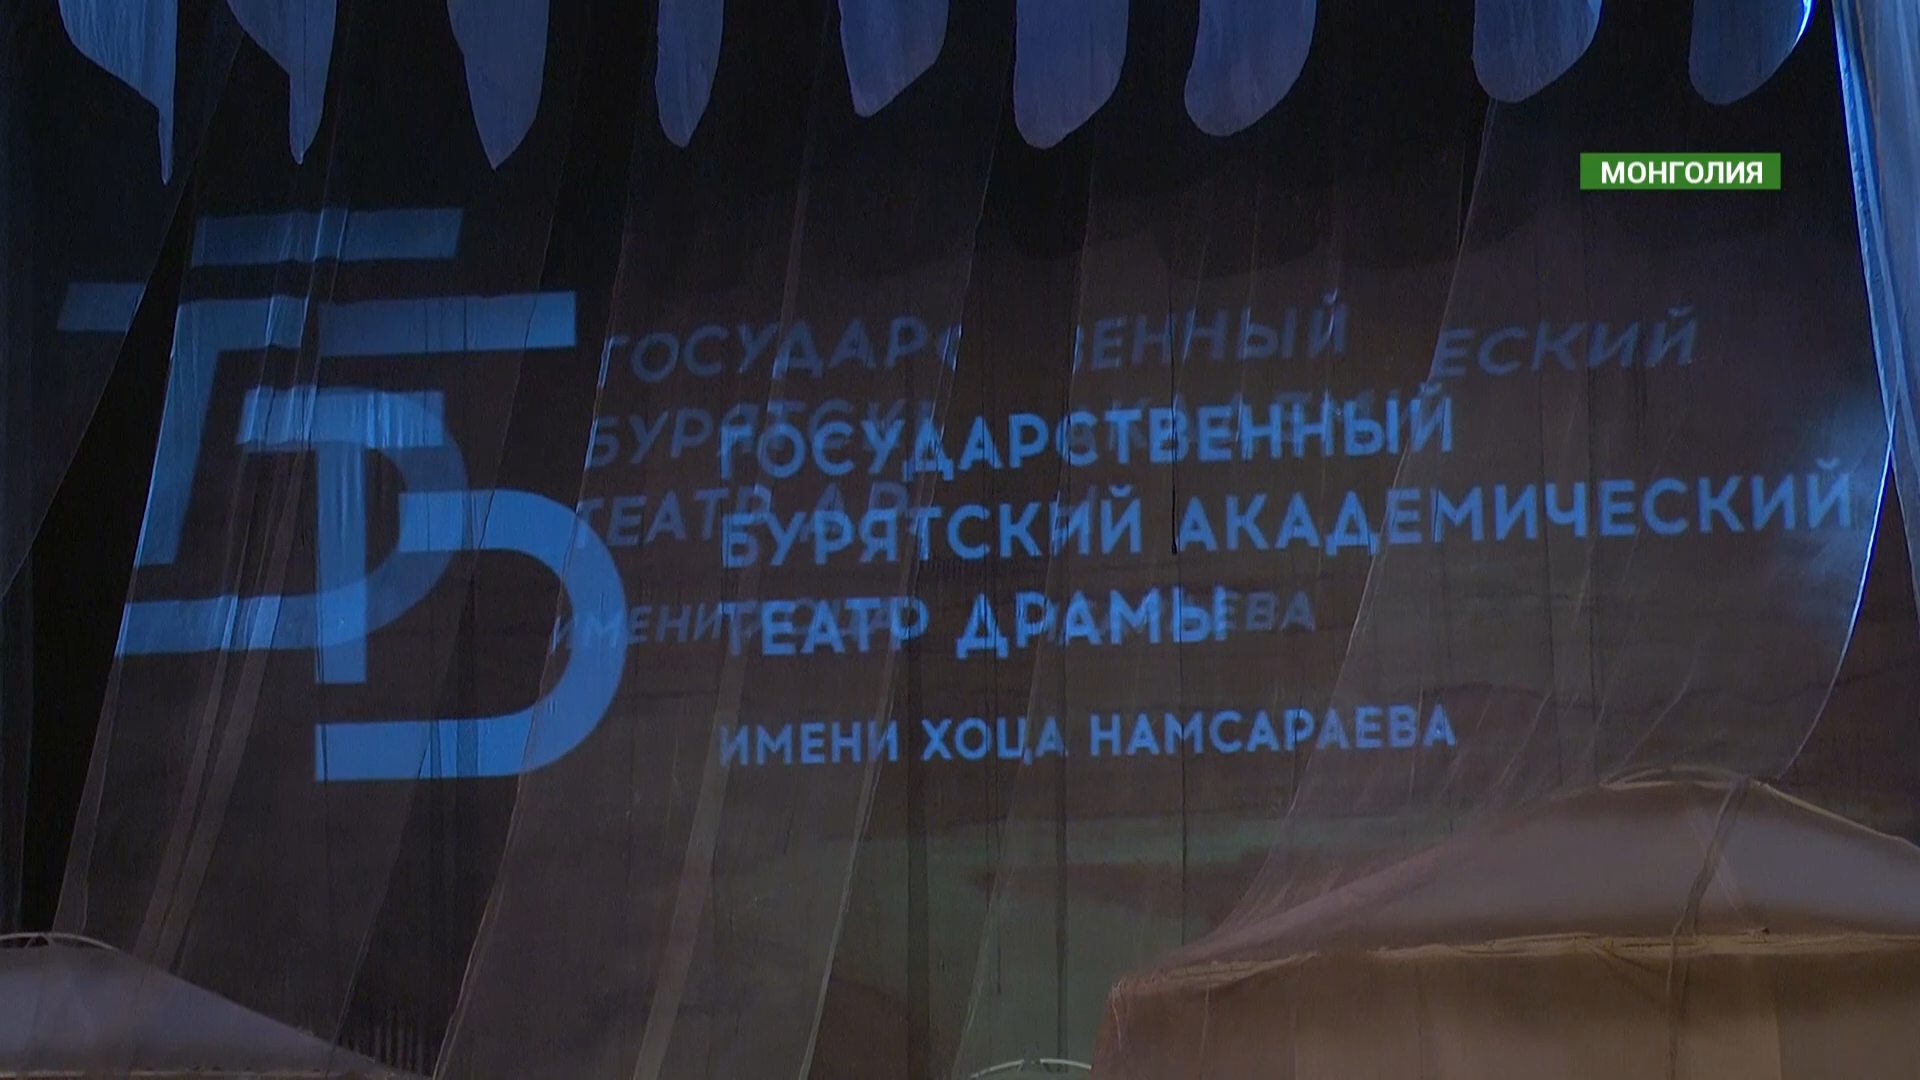 МОНГОЛИЯ
ГОСУДАРСТВЕННЫЙ
БУРЯТСКИЙ АКАДЕМИЧЕСКИЙ
ТЕАТР ДРАМЫ
ИМЕНИ ХОЦА НАМСАРАЕВА